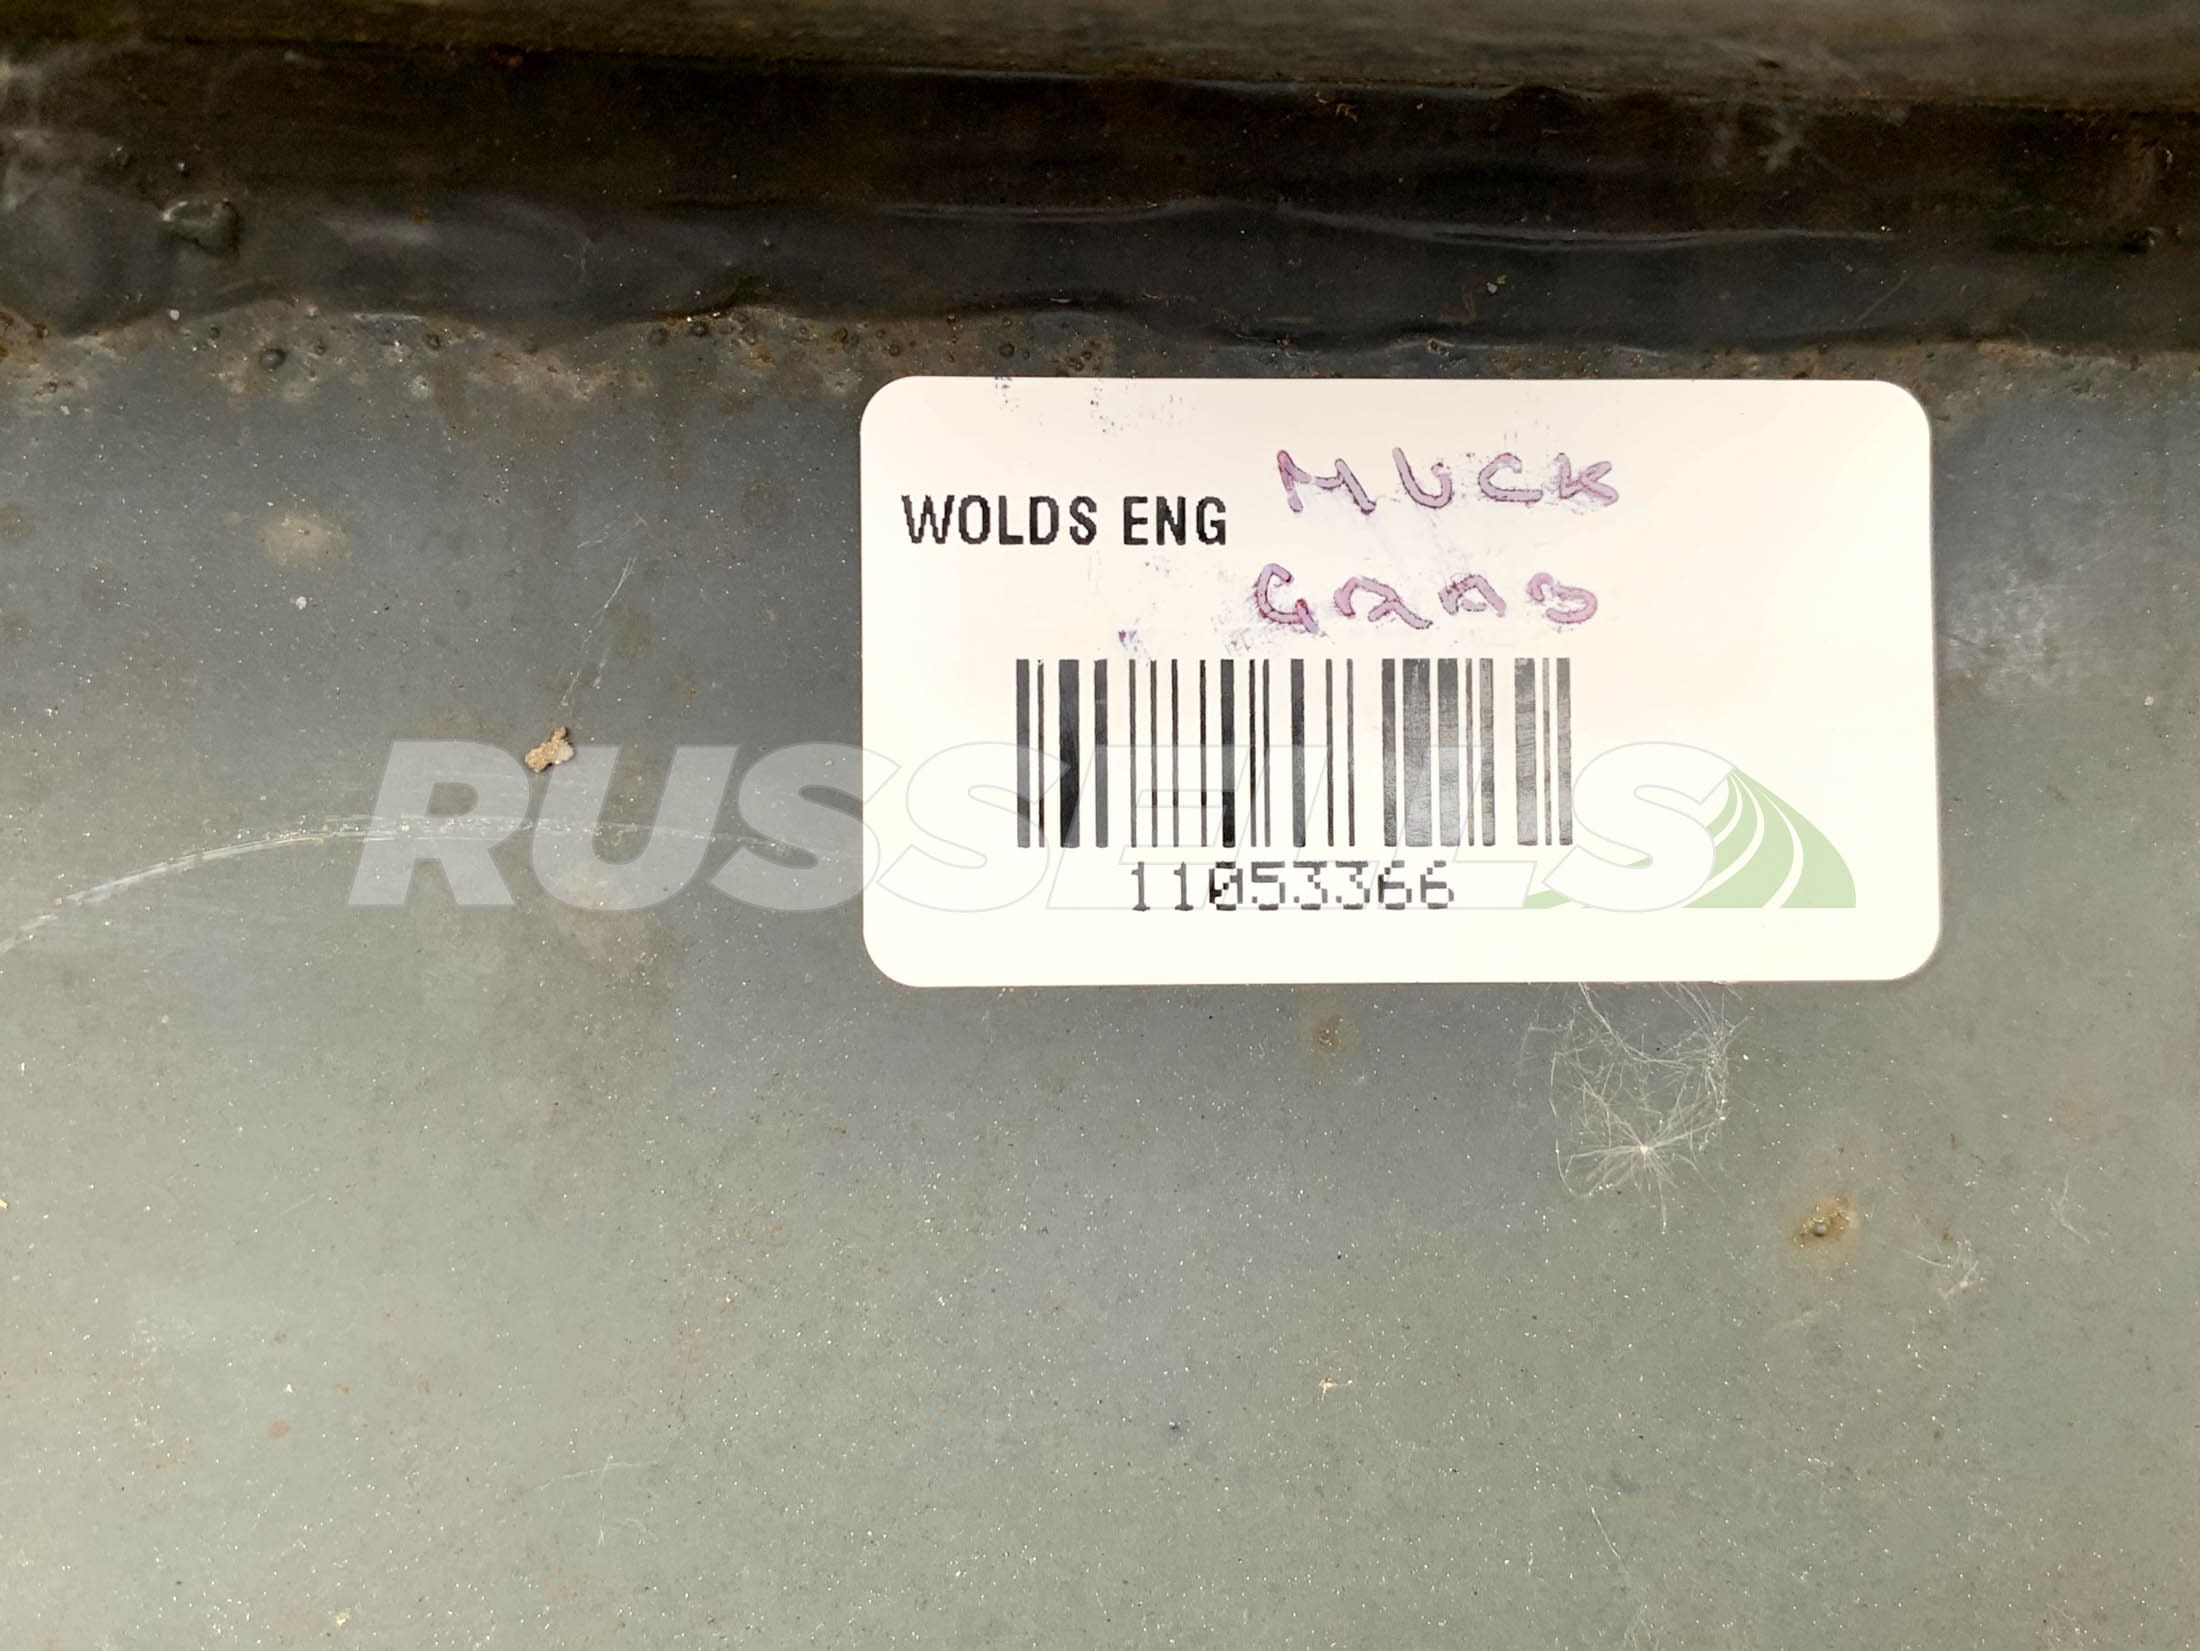 MUCK
WOLDS ENG
GRAB
RUSSELLS
11053366